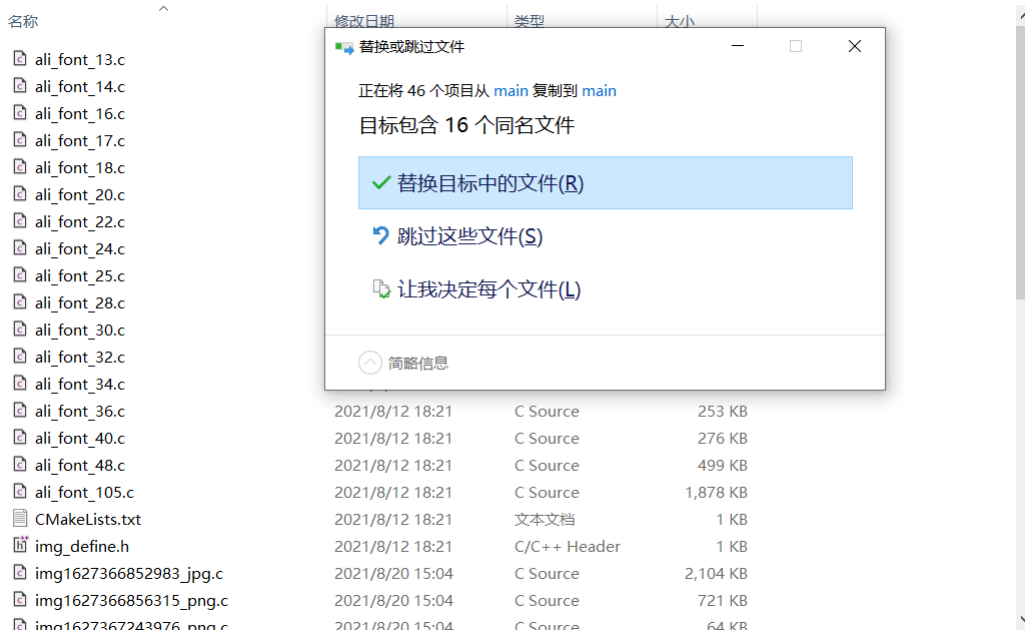 名称 修改日期 类型 大小
替换或跳过文件
正在将 46 个项目从 main 复制到 main
目标包含 16 个同名文件
替换目标中的文件(R)
跳过这些文件(S)
让我决定每个文件(L)
简略信息
ali_font_13.c
ali_font_14.c
ali_font_16.c
ali_font_17.c
ali_font_18.c
ali_font_20.c
ali_font_22.c
ali_font_24.c
ali_font_25.c
ali_font_28.c
ali_font_30.c
ali_font_32.c
ali_font_34.c
ali_font_36.c 2021/8/12 18:21 C Source 253 KB
ali_font_40.c 2021/8/12 18:21 C Source 276 KB
ali_font_48.c 2021/8/12 18:21 C Source 499 KB
ali_font_105.c 2021/8/12 18:21 C Source 1,878 KB
CMakeLists.txt 2021/8/12 18:21 文本文档 1 KB
img_define.h 2021/8/12 18:21 C/C++ Header 1 KB
img1627366852983_jpg.c 2021/8/20 15:04 C Source 2,104 KB
img1627366856315_png.c 2021/8/20 15:04 C Source 721 KB
img1627367243976_png.c 2021/8/20 15:04 C Source 64 KB